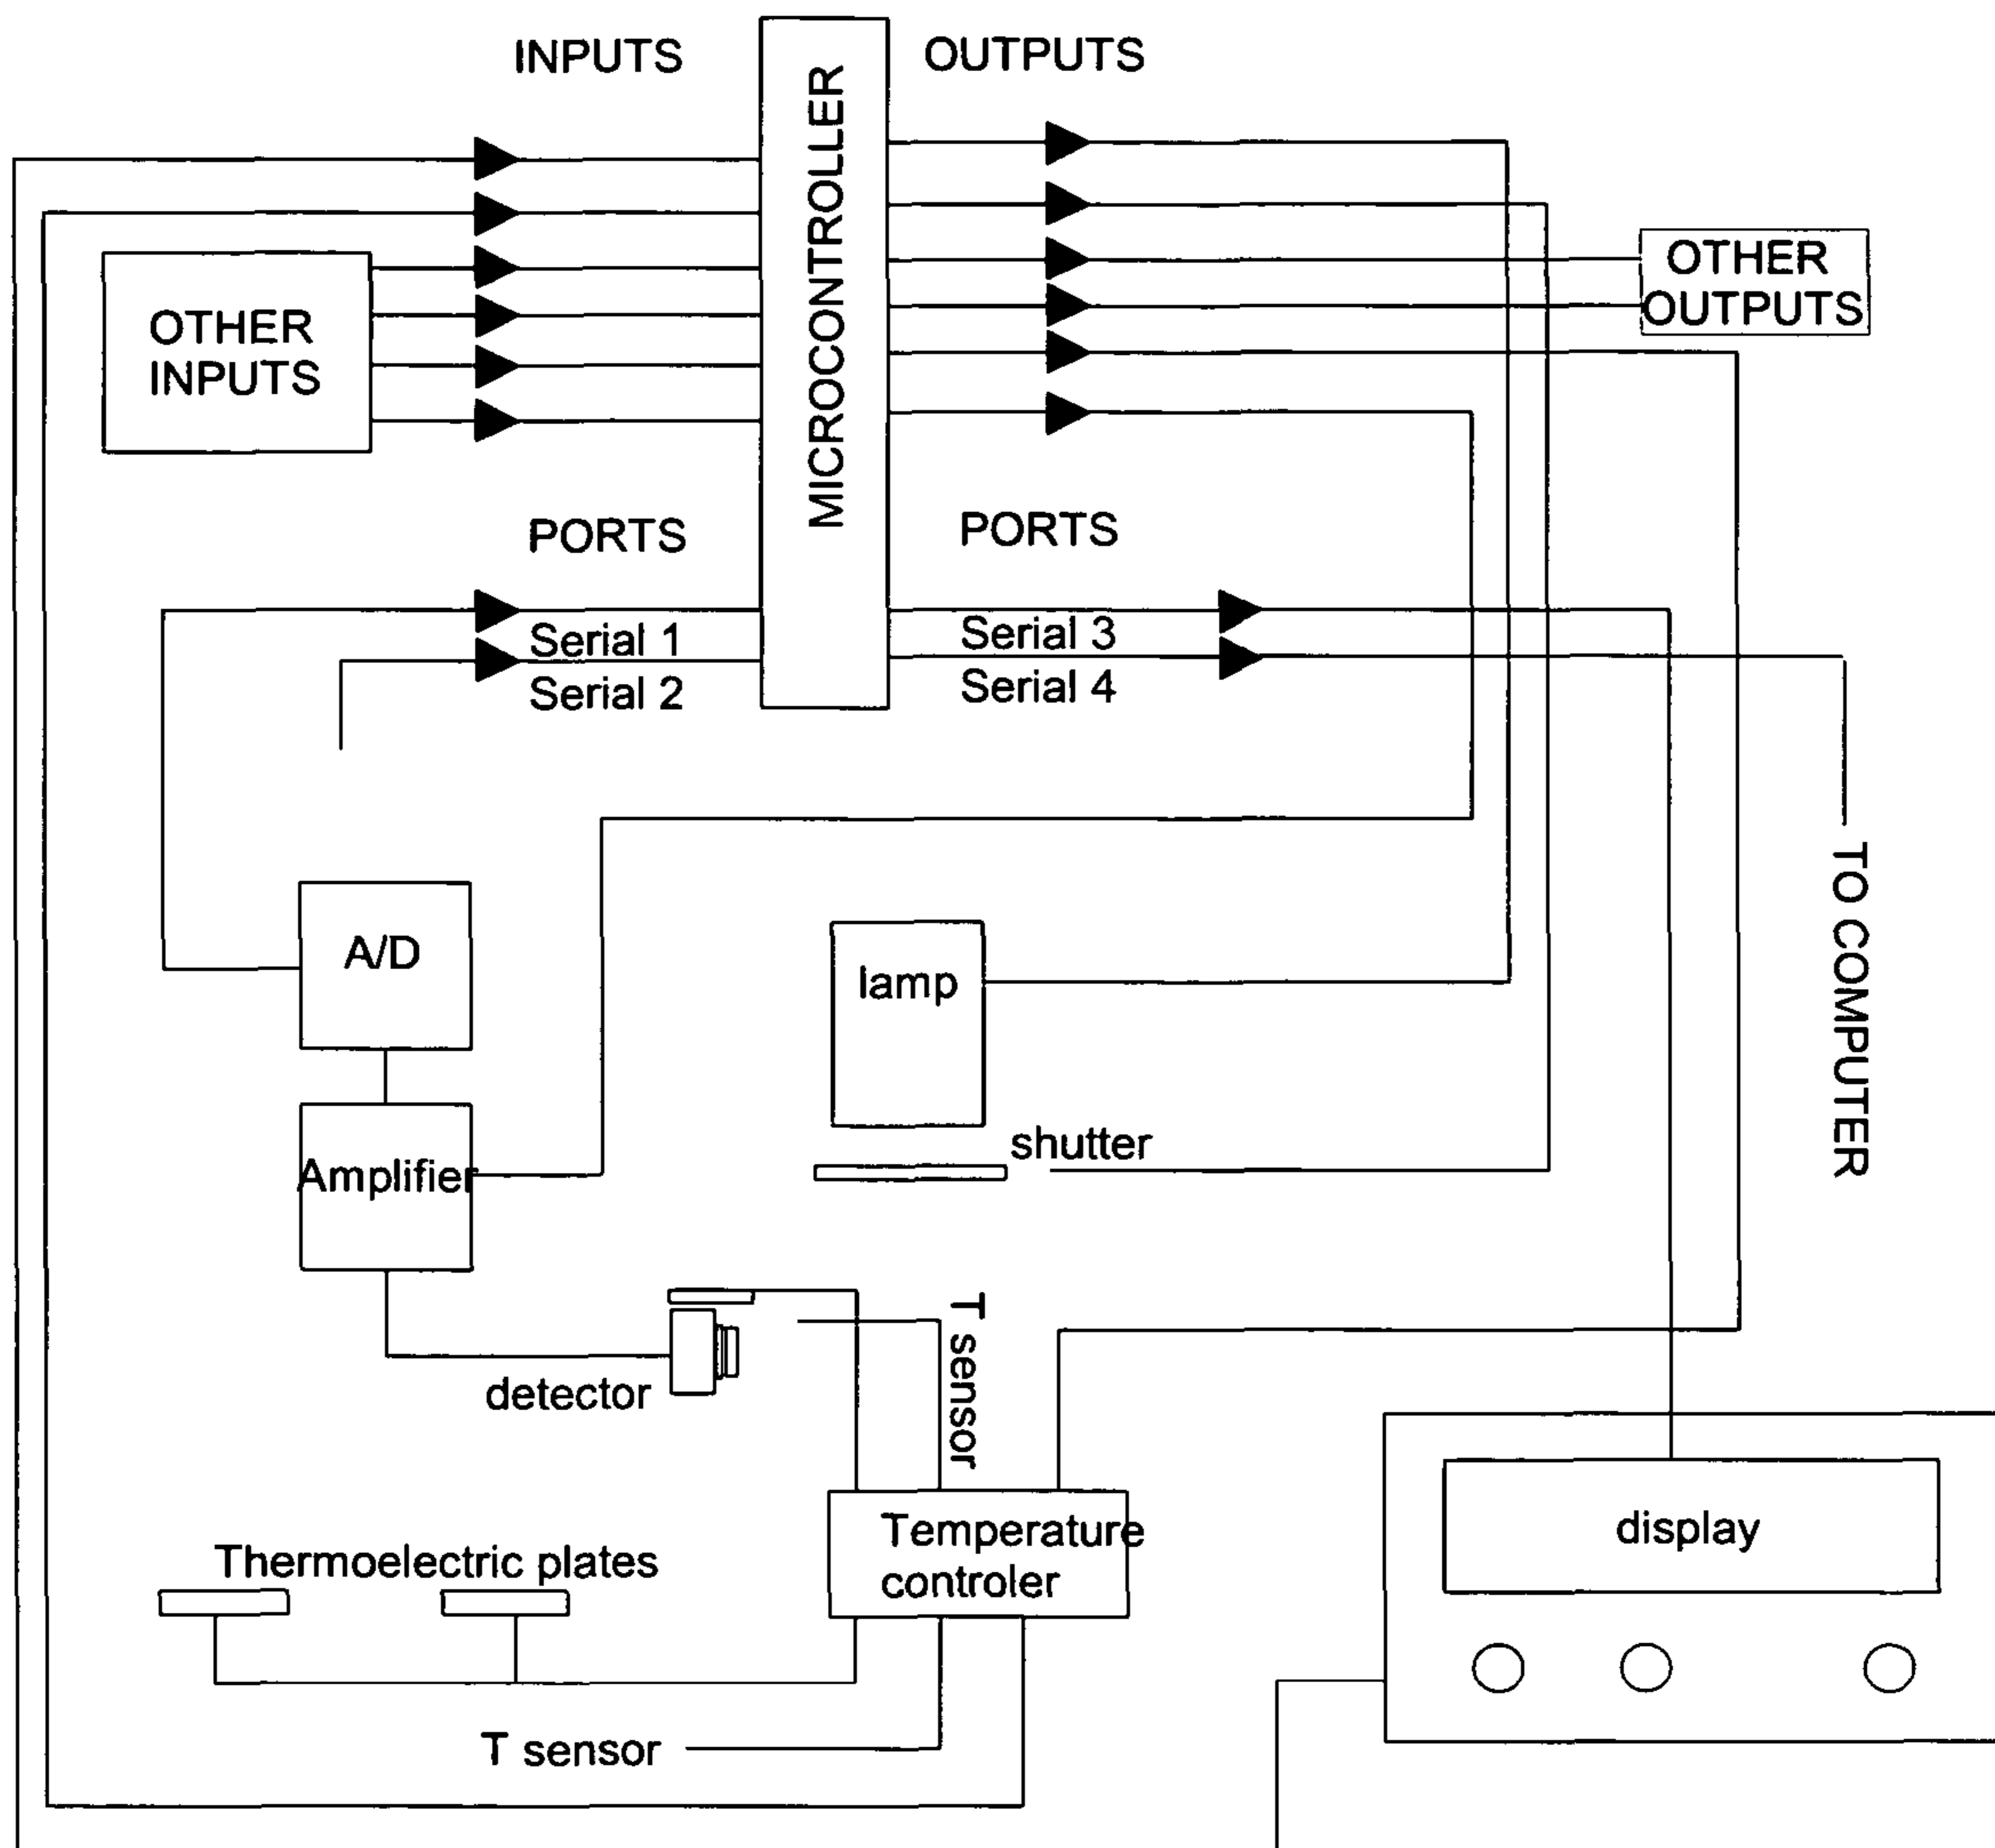 INPUTS
OUTPUTS
MICROCONTROLLER
OTHER
INPUTS
OTHER
OUTPUTS
PORTS
PORTS
Serial 1
Serial 2
Serial 3
Serial 4
TO COMPUTER
A/D
lamp
shutter
Amplifier
T sensor
detector
Temperature
controler
display
Thermoelectric plates
T sensor